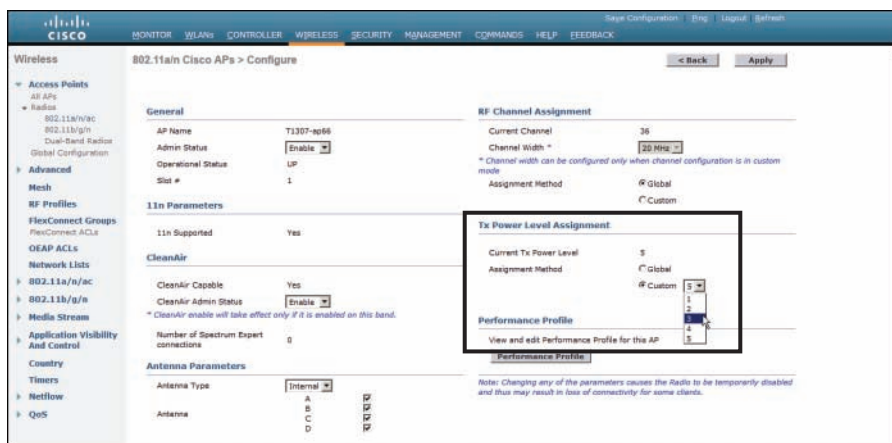 Save Configuration | Ping | Logout | Refresh
CISCO
MONITOR WLANs CONTROLLER WIRELESS SECURITY MANAGEMENT COMMANDS HELP FEEDBACK
Wireless
Access Points
All APs
Radios
802.11a/n/ac
802.11b/g/n
Dual-Band Radios
Global Configuration
Advanced
Mesh
RF Profiles
FlexConnect Groups
FlexConnect ACLs
OEAP ACLs
Network Lists
802.11a/n/ac
802.11b/g/n
Media Stream
Application Visibility
And Control
Country
Timers
Netflow
QoS
802.11a/n Cisco APs > Configure
< Back
Apply
General
AP Name T1307-ap66
Admin Status Enable
Operational Status UP
Slot # 1
11n Parameters
11n Supported Yes
CleanAir
CleanAir Capable Yes
CleanAir Admin Status Enable
* CleanAir enable will take effect only if it is enabled on this band.
Number of Spectrum Expert
connections 0
Antenna Parameters
Antenna Type Internal
Antenna
A
B
C
D
RF Channel Assignment
Current Channel 36
Channel Width * 20 MHz
* Channel width can be configured only when channel configuration is in custom
mode
Assignment Method Global
Custom
Tx Power Level Assignment
Current Tx Power Level 5
Assignment Method Global
Custom 5
1
2
3
4
5
Performance Profile
View and edit Performance Profile for this AP
Performance Profile
Note: Changing any of the parameters causes the Radio to be temporarily disabled
and thus may result in loss of connectivity for some clients.